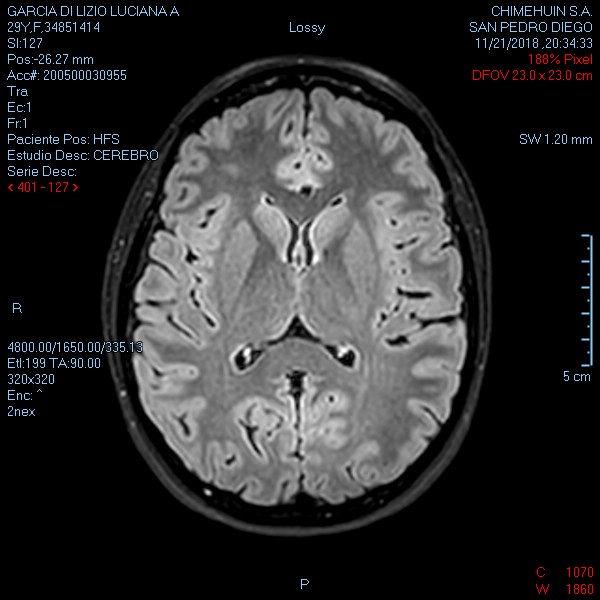 GARCIA DI LIZIO LUCIANA A
29Y,F,34851414
Sl:127
Pos:-26.27 mm
Acc#: 200500030955
Tra
Ec:1
Fr:1
Paciente Pos: HFS
Estudio Desc: CEREBRO
Serie Desc:
< 401 - 127 >
Lossy
CHIMEHUIN S.A.
SAN PEDRO DIEGO
11/21/2018 ,20:34:33
188% Pixel
DFOV 23.0 x 23.0 cm
SW 1.20 mm
R
4800.00/1650.00/335.13
Etl:199 TA:90.00
320x320
Enc: ^
2nex
5 cm
P
C 1070
W 1860